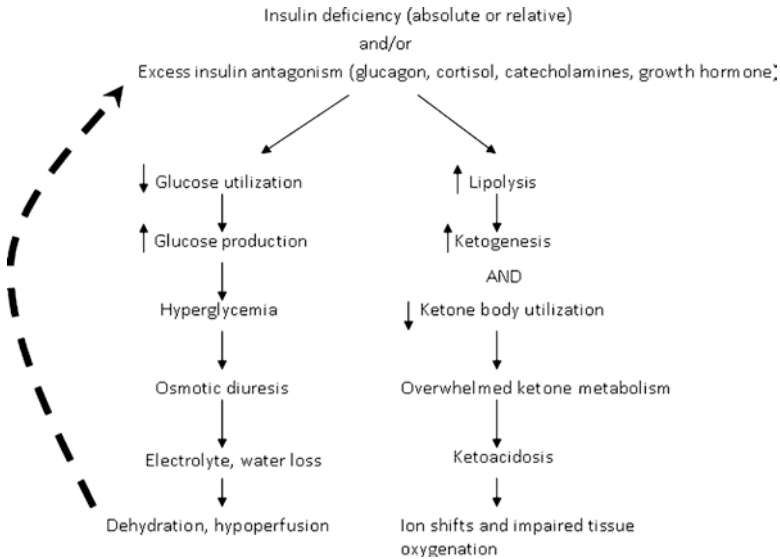 Insulin deficiency (absolute or relative)
and/or
Excess insulin antagonism (glucagon, cortisol, catecholamines, growth hormone)
Glucose utilization
Glucose production
Hyperglycemia
Osmotic diuresis
Electrolyte, water loss
Dehydration, hypoperfusion
Lipolysis
Ketogenesis
AND
Ketone body utilization
Overwhelmed ketone metabolism
Ketoacidosis
Ion shifts and impaired tissue
oxygenation